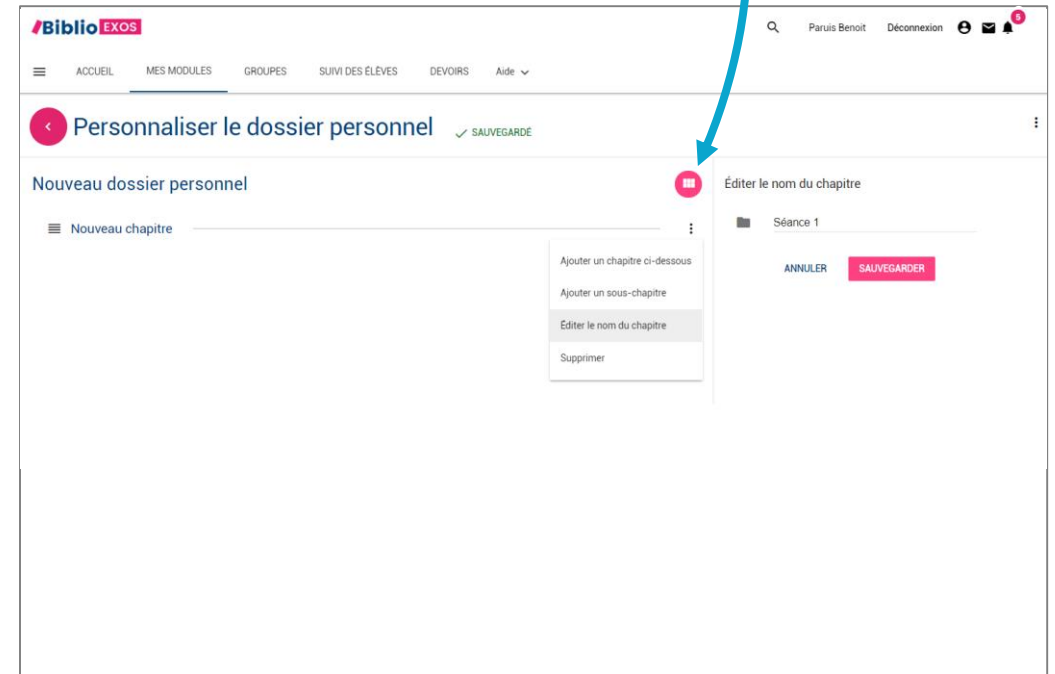 /Biblio EXOS
Paruis Benoit Déconnexion 5
ACCUEIL MES MODULES GROUPES SUIVI DES ÉLÈVES DEVOIRS Aide
Personnaliser le dossier personnel SAUVEGARDÉ
Nouveau dossier personnel
Éditer le nom du chapitre
Nouveau chapitre
Séance 1
Ajouter un chapitre ci-dessous
ANNULER SAUVEGARDER
Ajouter un sous-chapitre
Éditer le nom du chapitre
Supprimer